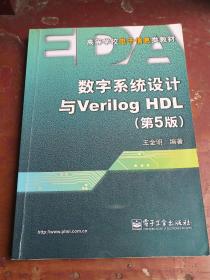 EDA
高等学校电子信息类教材
数字系统设计
与Verilog HDL
(第5版)
王金明 编著
http://www.phei.com.cn
电子工业出版社